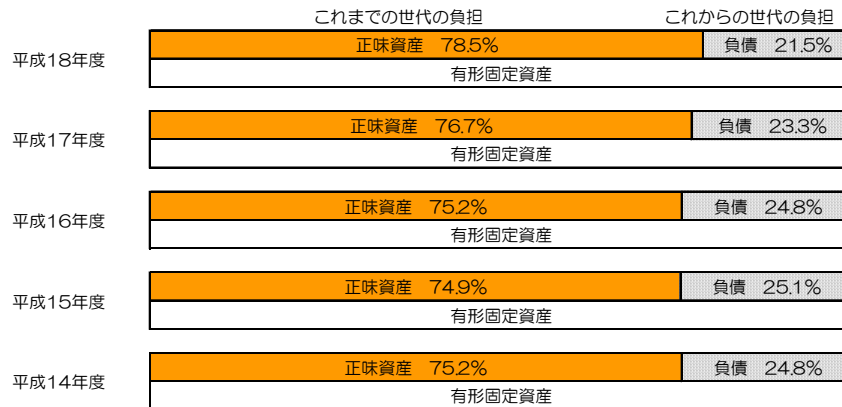 これまでの世代の負担 これからの世代の負担
平成18年度
正味資産 78.5% 負債 21.5%
有形固定資産
平成17年度
正味資産 76.7% 負債 23.3%
有形固定資産
平成16年度
正味資産 75.2% 負債 24.8%
有形固定資産
平成15年度
正味資産 74.9% 負債 25.1%
有形固定資産
平成14年度
正味資産 75.2% 負債 24.8%
有形固定資産